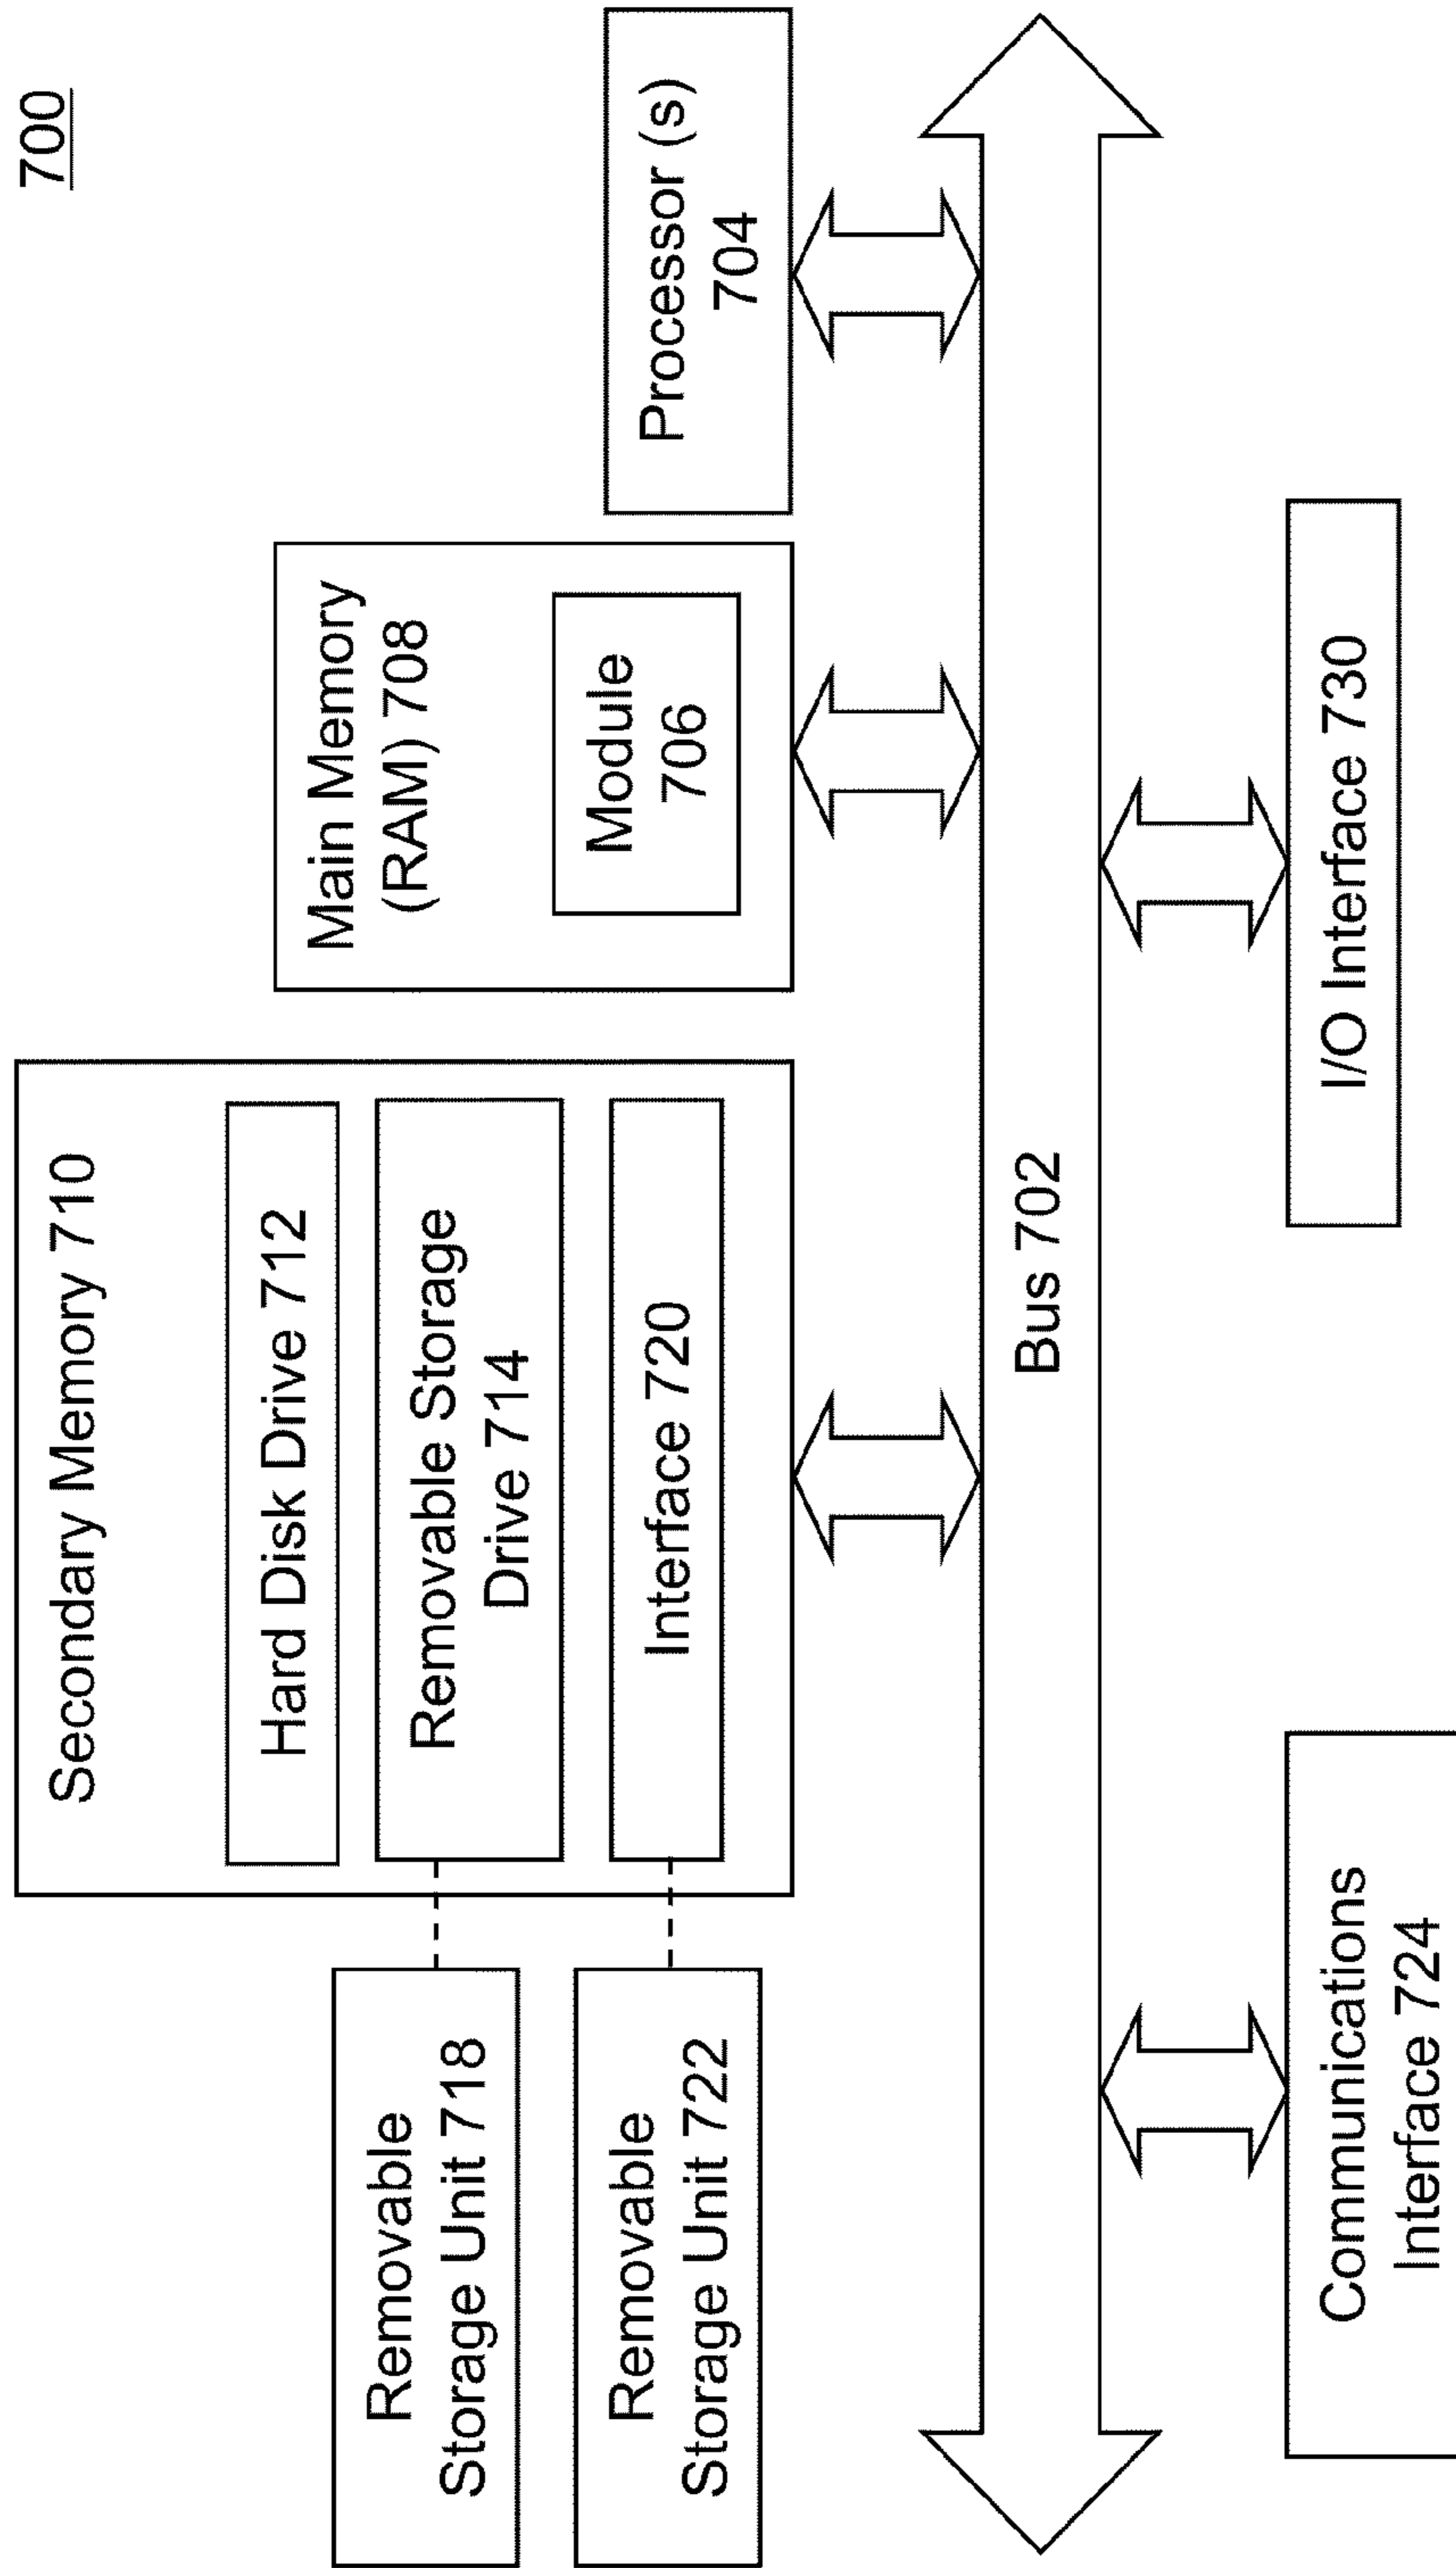 700
Removable
Storage Unit 718
Removable
Storage Unit 722
Secondary Memory 710
Hard Disk Drive 712
Removable Storage
Drive 714
Interface 720
Main Memory
(RAM) 708
Module
706
Processor (s)
704
Bus 702
Communications
Interface 724
I/O Interface 730